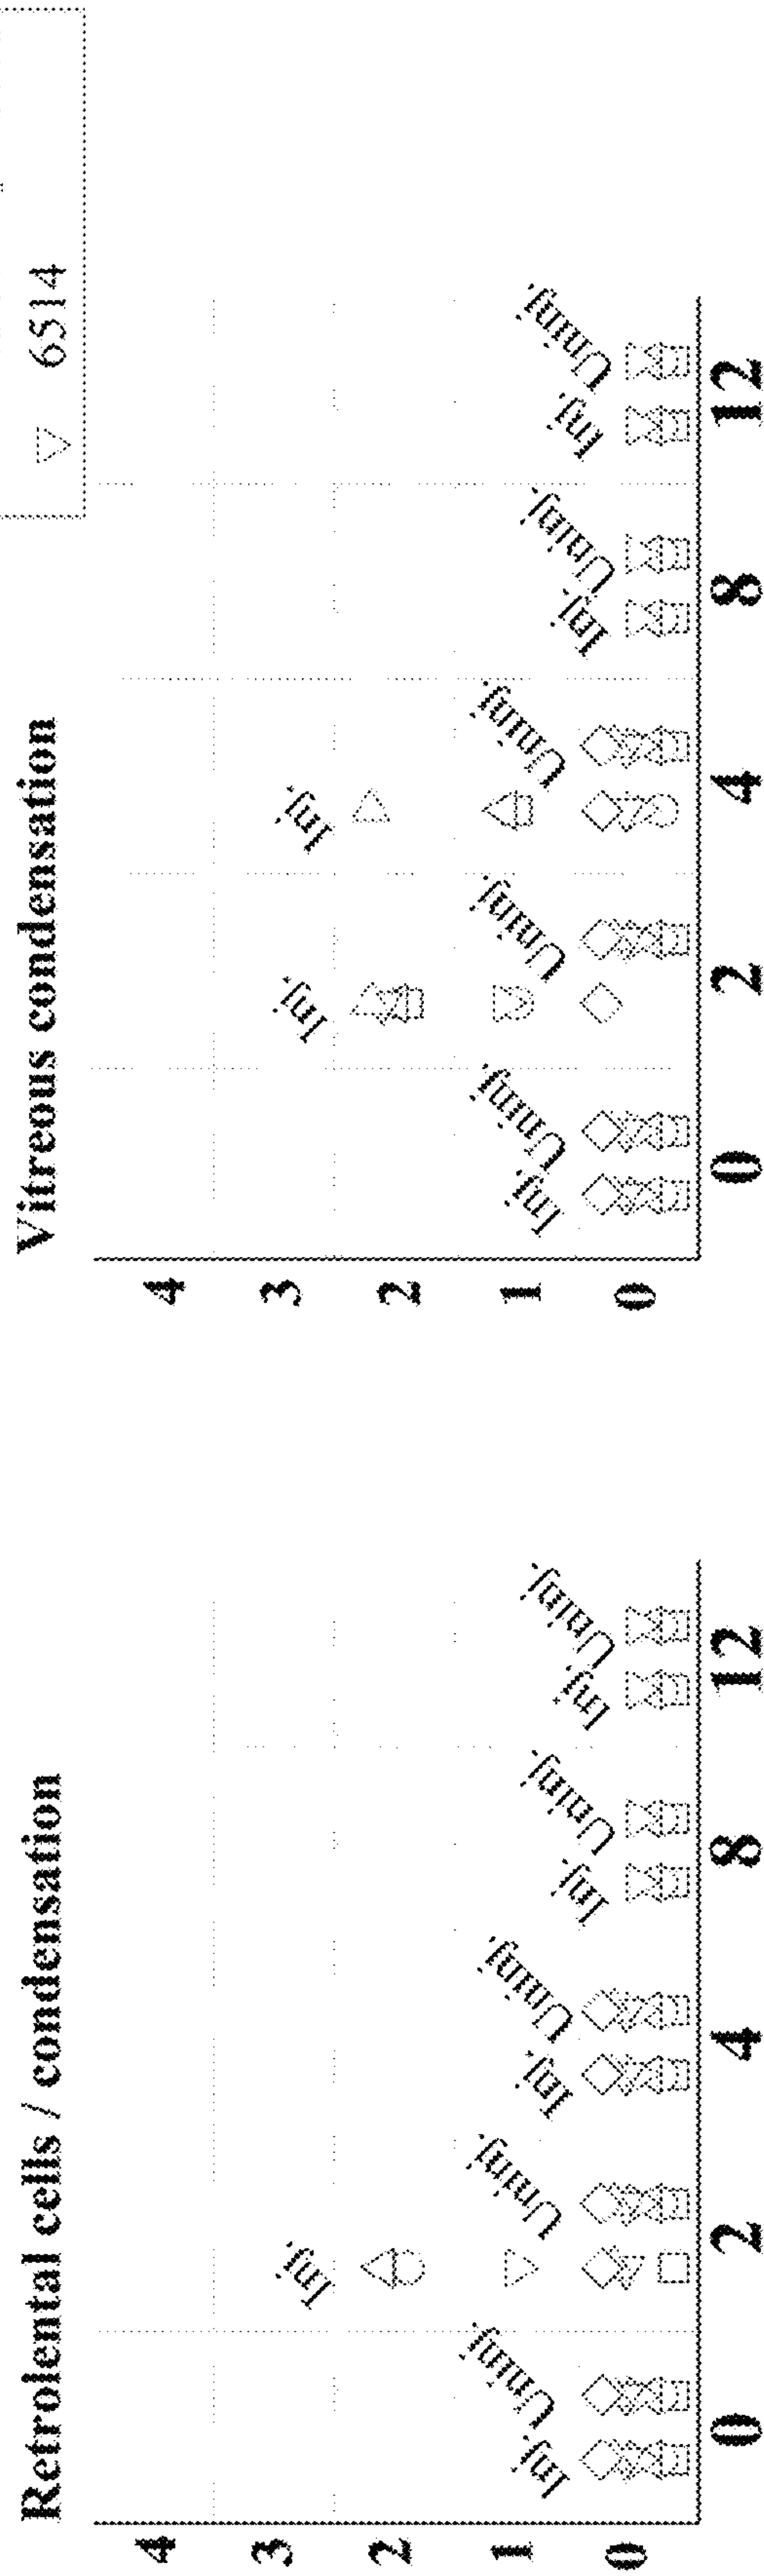 Retrolental cells / condensation
4
3
2
1
0
Inj.
Uninj.
Inj.
Uninj.
Inj.
Uninj.
Inj.
Uninj.
Inj.
Uninj.
0
2
4
8
12
Vitreous condensation
6514
4
3
2
1
0
Inj.
Uninj.
Inj.
Uninj.
Inj.
Uninj.
Inj.
Uninj.
Inj.
Uninj.
0
2
4
8
12